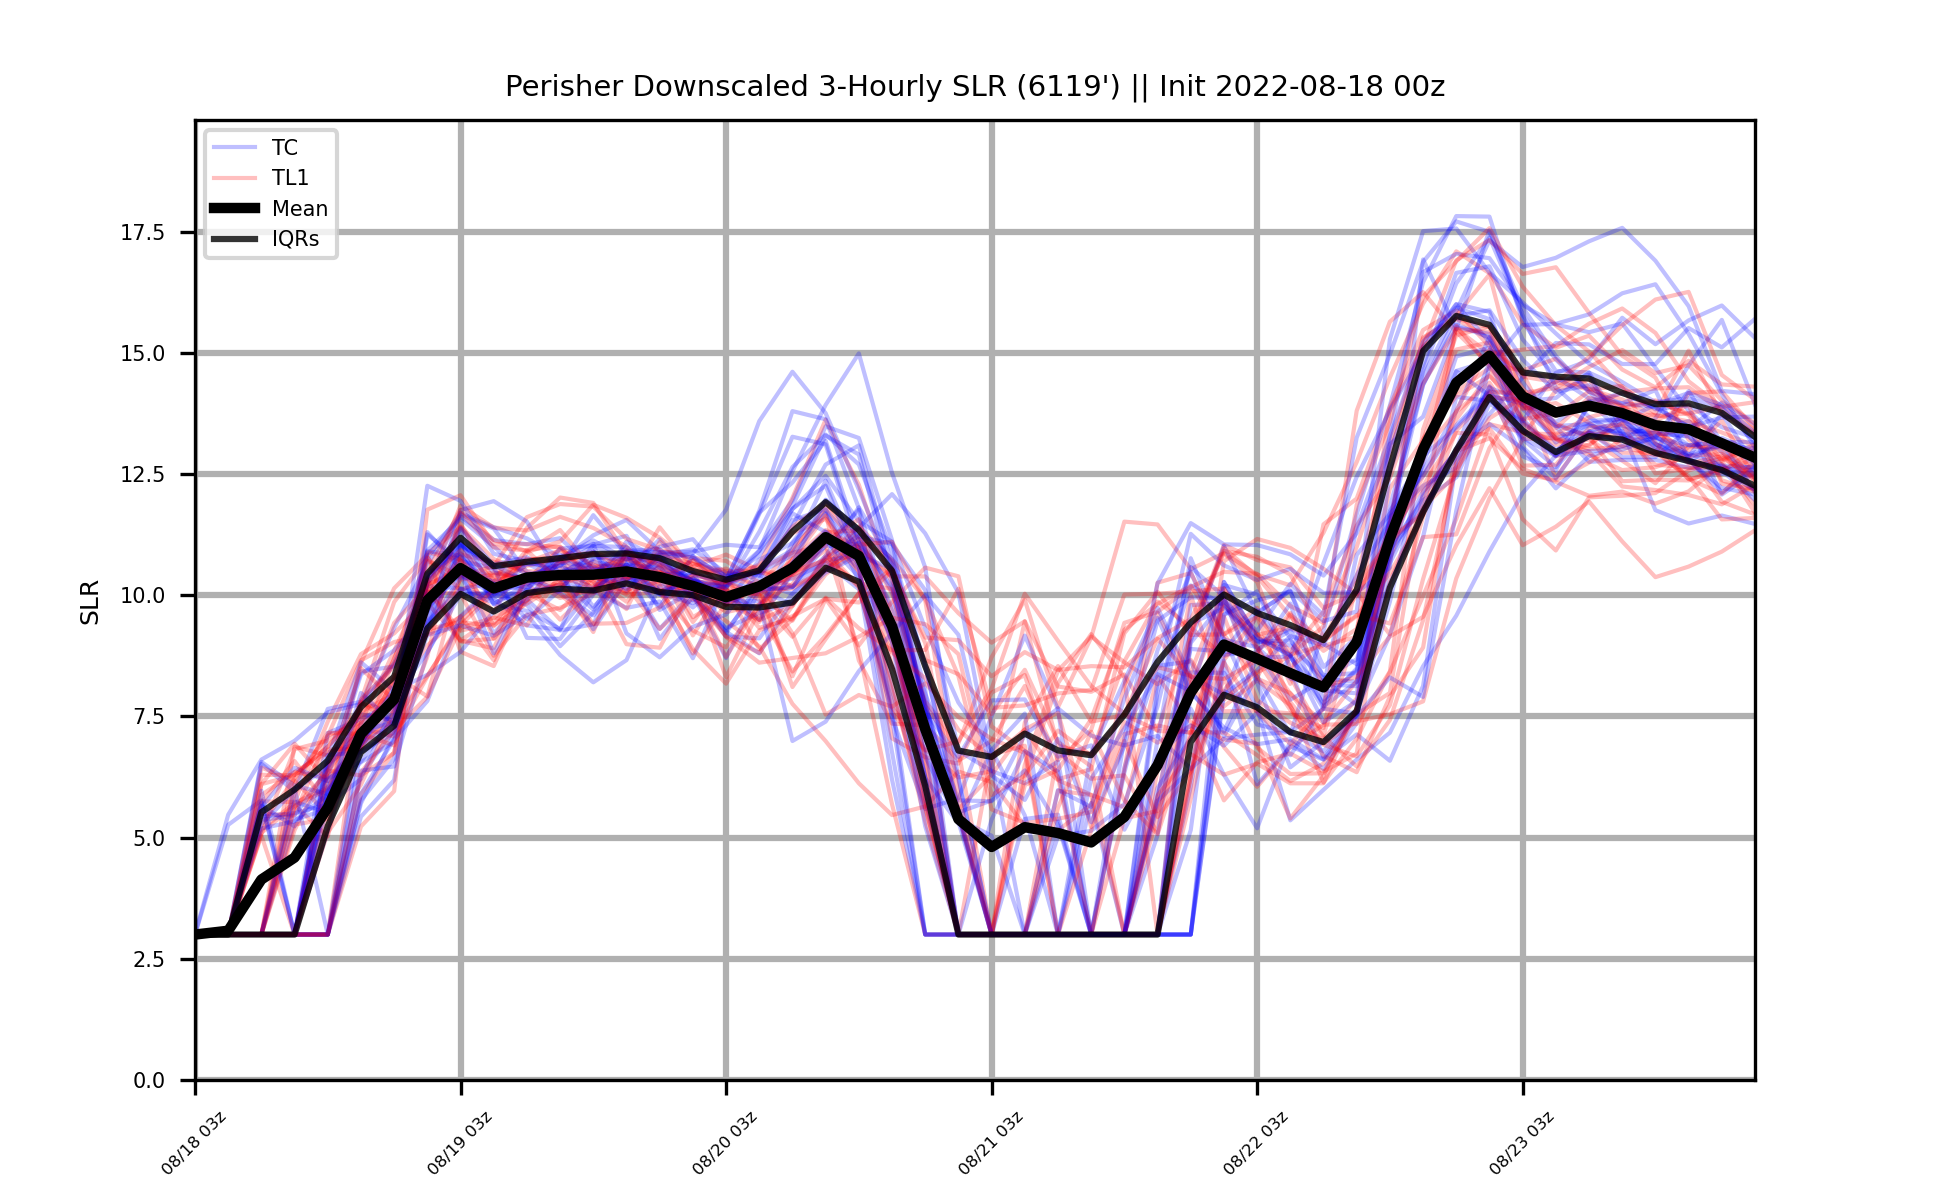 Perisher Downscaled 3-Hourly SLR (6119') || Init 2022-08-18 00z
TC
TL1
Mean
IQRs
17.5
15.0
12.5
10.0
7.5
5.0
2.5
0.0
SLR
08/18 03z
08/19 03z
08/20 03z
08/21 03z
08/22 03z
08/23 03z